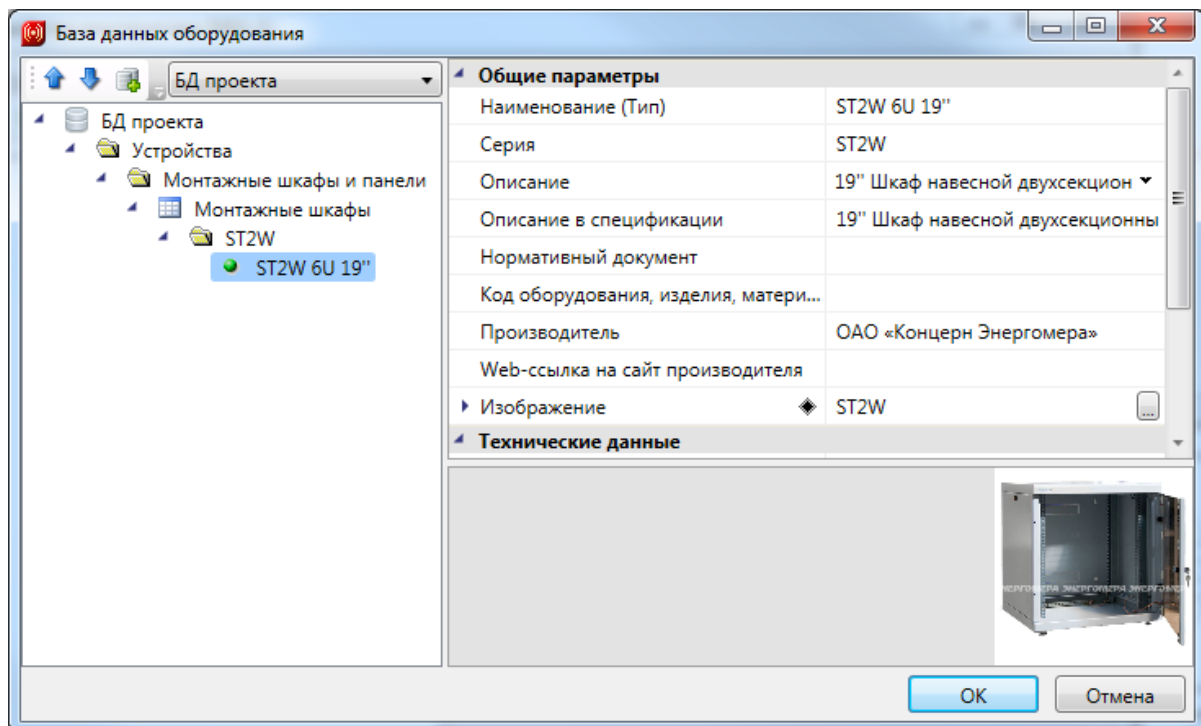 База данных оборудования
БД проекта
БД проекта
Устройства
Монтажные шкафы и панели
Монтажные шкафы
ST2W
ST2W 6U 19''
Общие параметры
Наименование (Тип) ST2W 6U 19''
Серия ST2W
Описание 19'' Шкаф навесной двухсекцион
Описание в спецификации 19'' Шкаф навесной двухсекционны
Нормативный документ
Код оборудования, изделия, матери...
Производитель ОАО «Концерн Энергомера»
Web-ссылка на сайт производителя
Изображение ST2W ...
Технические данные
ЭНЕРГОМЕРА
OK Отмена